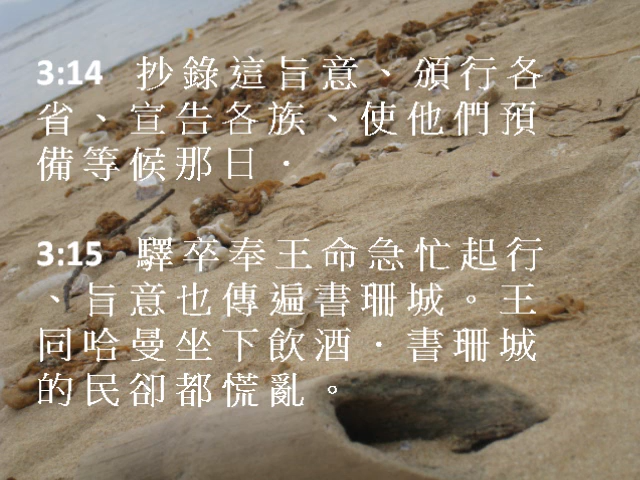 3:14 抄錄這旨意、頒行各
省、宣告各族、使他們預
備等候那日．
3:15 驛卒奉王命急忙起行
、旨意也傳遍書珊城。王
同哈曼坐下飲酒．書珊城
的民卻都慌亂。